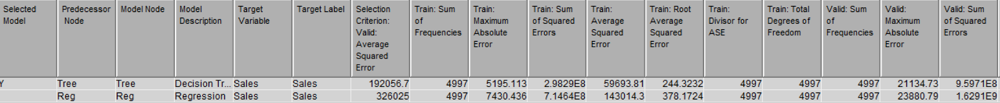 Selected Model	Predecessor Node	Model Node	Model Description	Target Variable	Target Label	Selection Criterion: Valid: Average Squared Error	Train: Sum of Frequencies	Train: Maximum Absolute Error	Train: Sum of Squared Errors	Train: Average Squared Error	Train: Root Average Squared Error	Train: Divisor for ASE	Train: Total Degrees of Freedom	Valid: Sum of Frequencies	Valid: Maximum Absolute Error	Valid: Sum of Squared Errors
Y	Tree	Tree	Decision Tr...	Sales	Sales	192056.7	4997	5195.113	2.9829E8	59693.81	244.3232	4997	4997	4997	21134.73	9.5971E8
Reg	Reg	Regression	Sales	Sales	326025	4997	7430.436	7.1464E8	143014.3	378.1724	4997	4997	4997	23880.79	1.6291E9